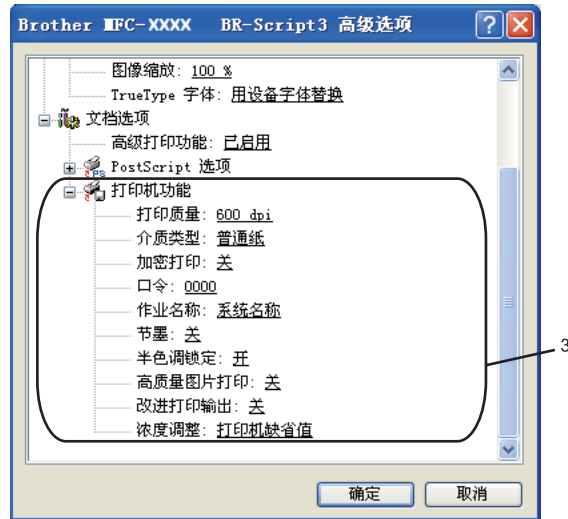 Brother MFC-XXXX BR-Script3 高级选项
图像缩放: 100 %
TrueType 字体: 用设备字体替换
文档选项
高级打印功能: 已启用
PS
PostScript 选项
打印机功能
打印质量: 600 dpi
介质类型: 普通纸
加密打印: 关
口令: 0000
作业名称: 系统名称
节墨: 关
半色调锁定: 开
3
高质量图片打印: 关
改进打印输出: 关
浓度调整: 打印机缺省值
确定 取消